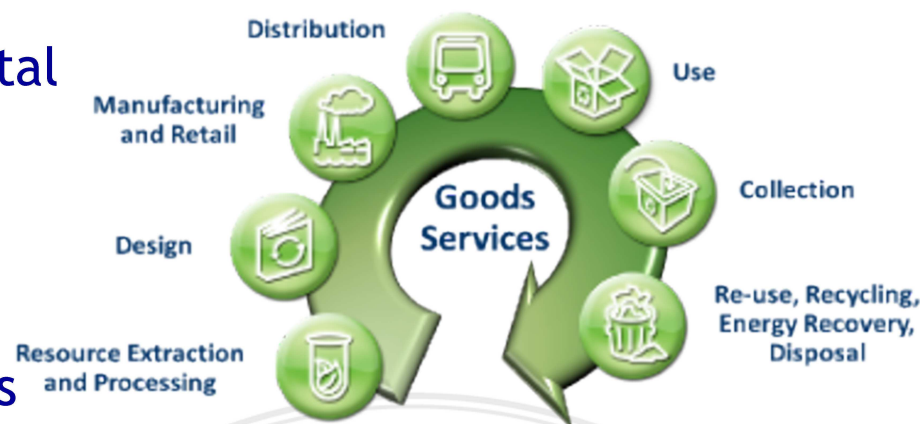 Distribution
tal
Use
Manufacturing
and Retail
Goods
Services
Collection
Design
Re-use, Recycling,
Energy Recovery,
Disposal
Resource Extraction
and Processing
s